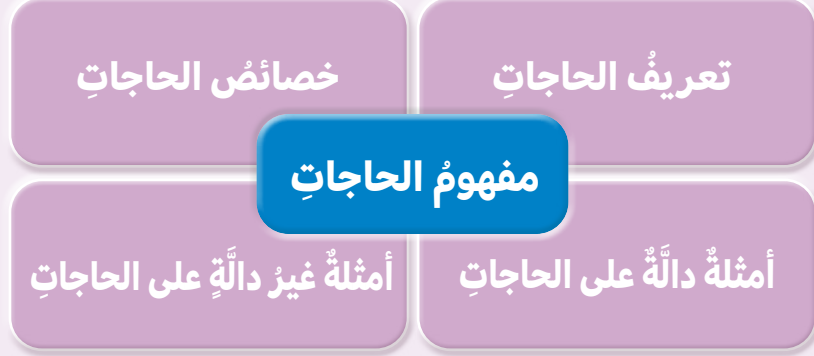 تعريفُ الحاجاتِ
خصائصُ الحاجاتِ
مفهومُ الحاجاتِ
أمثلةٌ دالَّةٌ على الحاجاتِ
أمثلةٌ غيرُ دالَّةٍ على الحاجاتِ